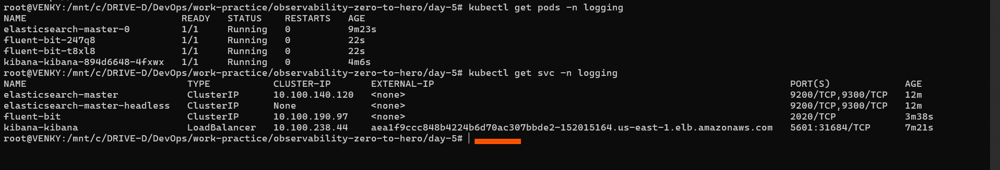 root@VENKY:/mnt/c/DRIVE-D/DevOps/work-practice/observability-zero-to-hero/day-5# kubectl get pods -n logging
NAME READY STATUS RESTARTS AGE
elasticsearch-master-0 1/1 Running 0 9m23s
fluent-bit-247q8 1/1 Running 0 22s
fluent-bit-t8xl8 1/1 Running 0 22s
kibana-kibana-894d6648-4fxwx 1/1 Running 0 4m6s
root@VENKY:/mnt/c/DRIVE-D/DevOps/work-practice/observability-zero-to-hero/day-5# kubectl get svc -n logging
NAME TYPE CLUSTER-IP EXTERNAL-IP PORT(S) AGE
elasticsearch-master ClusterIP 10.100.140.120 <none> 9200/TCP,9300/TCP 12m
elasticsearch-master-headless ClusterIP None <none> 9200/TCP,9300/TCP 12m
fluent-bit ClusterIP 10.100.190.97 <none> 2020/TCP 3m38s
kibana-kibana LoadBalancer 10.100.238.44 aea1f9ccc848b4224b6d70ac307bbde2-152015164.us-east-1.elb.amazonaws.com 5601:31684/TCP 7m21s
root@VENKY:/mnt/c/DRIVE-D/DevOps/work-practice/observability-zero-to-hero/day-5#